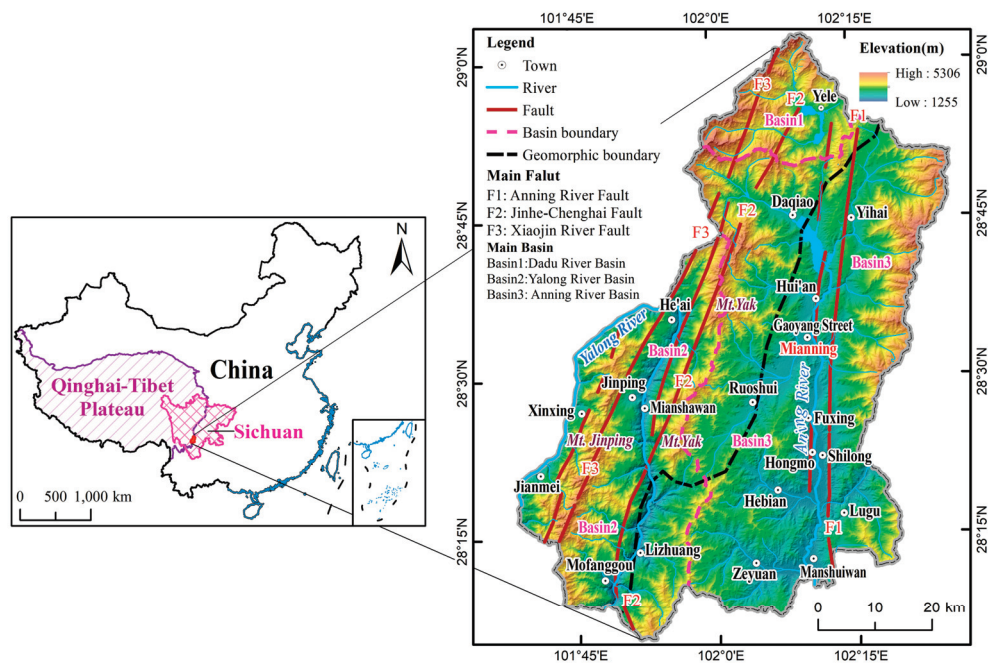 101°45'E
102°0'E
102°15'E
29°0'N
28°45'N
28°30'N
28°15'N
Legend
Town
River
Fault
Basin boundary
Geomorphic boundary
Main Falut
F1: Anning River Fault
F2: Jinhe-Chenghai Fault
F3: Xiaojin River Fault
Main Basin
Basin1:Dadu River Basin
Basin2:Yalong River Basin
Basin3: Anning River Basin
Elevation(m)
High : 5306
Low : 1255
N
China
Qinghai-Tibet
Plateau
Sichuan
0 500 1,000 km
F3
F2
Yele
Basin1
F1
Daqiao
Yihai
F2
F3
Basin3
Hui'an
He'ai
Mt.Yak
Yalong River
Gaoyang Street
Mianning
Basin2
F2
Jinping
Ruoshui
Anning River
Xinxing
Mianshawan
Fuxing
Mt. Jinping
Mt.Yak
Basin3
Hongmo
Shilong
F3
Jianmei
Hebian
Lugu
Basin2
F1
Lizhuang
Mofanggou
Zeyuan
Manshuiwan
F2
0 10 20 km
29°0'N
28°45'N
28°30'N
28°15'N
101°45'E
102°0'E
102°15'E